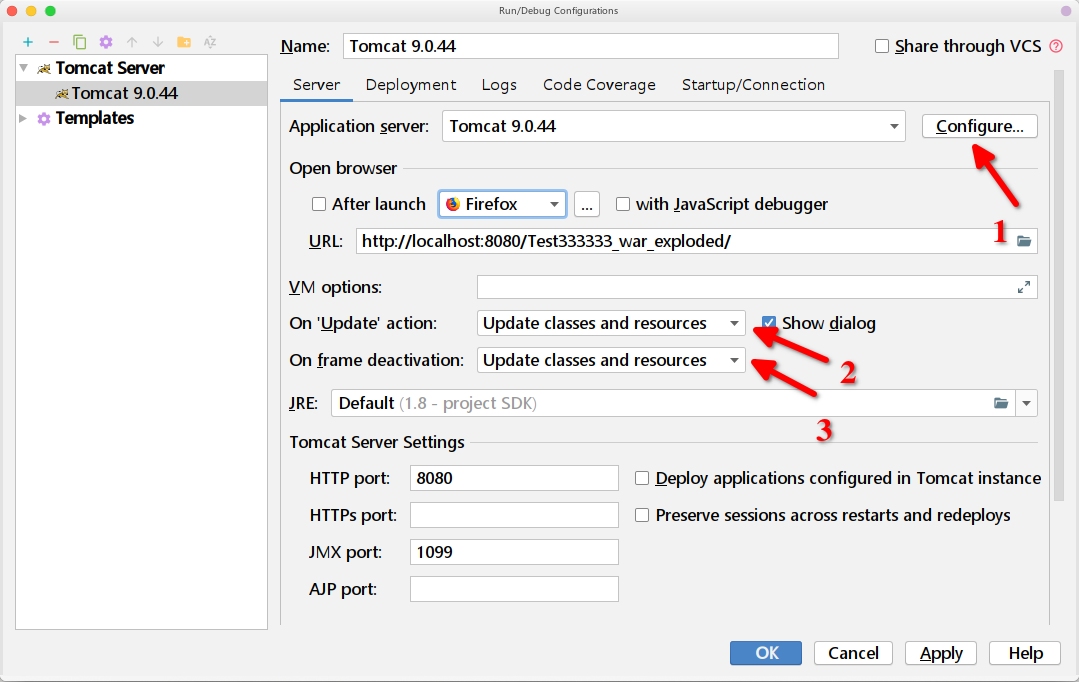 Run/Debug Configurations
Name: Tomcat 9.0.44 Share through VCS ?
Tomcat Server
Tomcat 9.0.44
Templates
Server Deployment Logs Code Coverage Startup/Connection
Application server: Tomcat 9.0.44 Configure...
1
Open browser
After launch Firefox ... with JavaScript debugger
URL: http://localhost:8080/Test333333_war_exploded/
VM options:
On 'Update' action: Update classes and resources Show dialog
2
On frame deactivation: Update classes and resources
3
JRE: Default (1.8 - project SDK)
Tomcat Server Settings
HTTP port: 8080 Deploy applications configured in Tomcat instance
HTTPs port: Preserve sessions across restarts and redeploys
JMX port: 1099
AJP port:
OK Cancel Apply Help